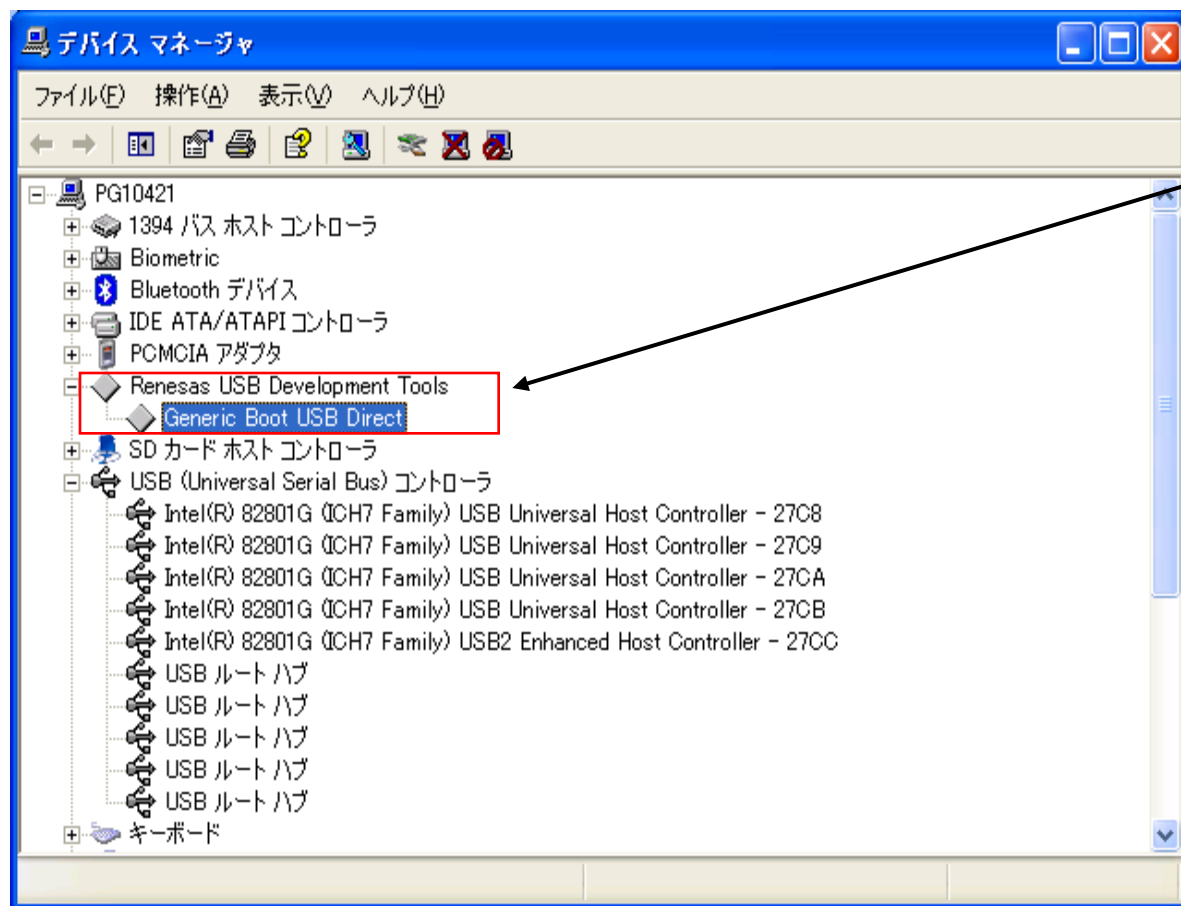 デバイス マネージャ
ファイル(F) 操作(A) 表示(V) ヘルプ(H)
PG10421
1394 バス ホスト コントローラ
Biometric
Bluetooth デバイス
IDE ATA/ATAPI コントローラ
PCMCIA アダプタ
Renesas USB Development Tools
Generic Boot USB Direct
SD カード ホスト コントローラ
USB (Universal Serial Bus) コントローラ
Intel(R) 82801G (ICH7 Family) USB Universal Host Controller - 27C8
Intel(R) 82801G (ICH7 Family) USB Universal Host Controller - 27C9
Intel(R) 82801G (ICH7 Family) USB Universal Host Controller - 27CA
Intel(R) 82801G (ICH7 Family) USB Universal Host Controller - 27CB
Intel(R) 82801G (ICH7 Family) USB2 Enhanced Host Controller - 27CC
USB ルート ハブ
USB ルート ハブ
USB ルート ハブ
USB ルート ハブ
USB ルート ハブ
キーボード